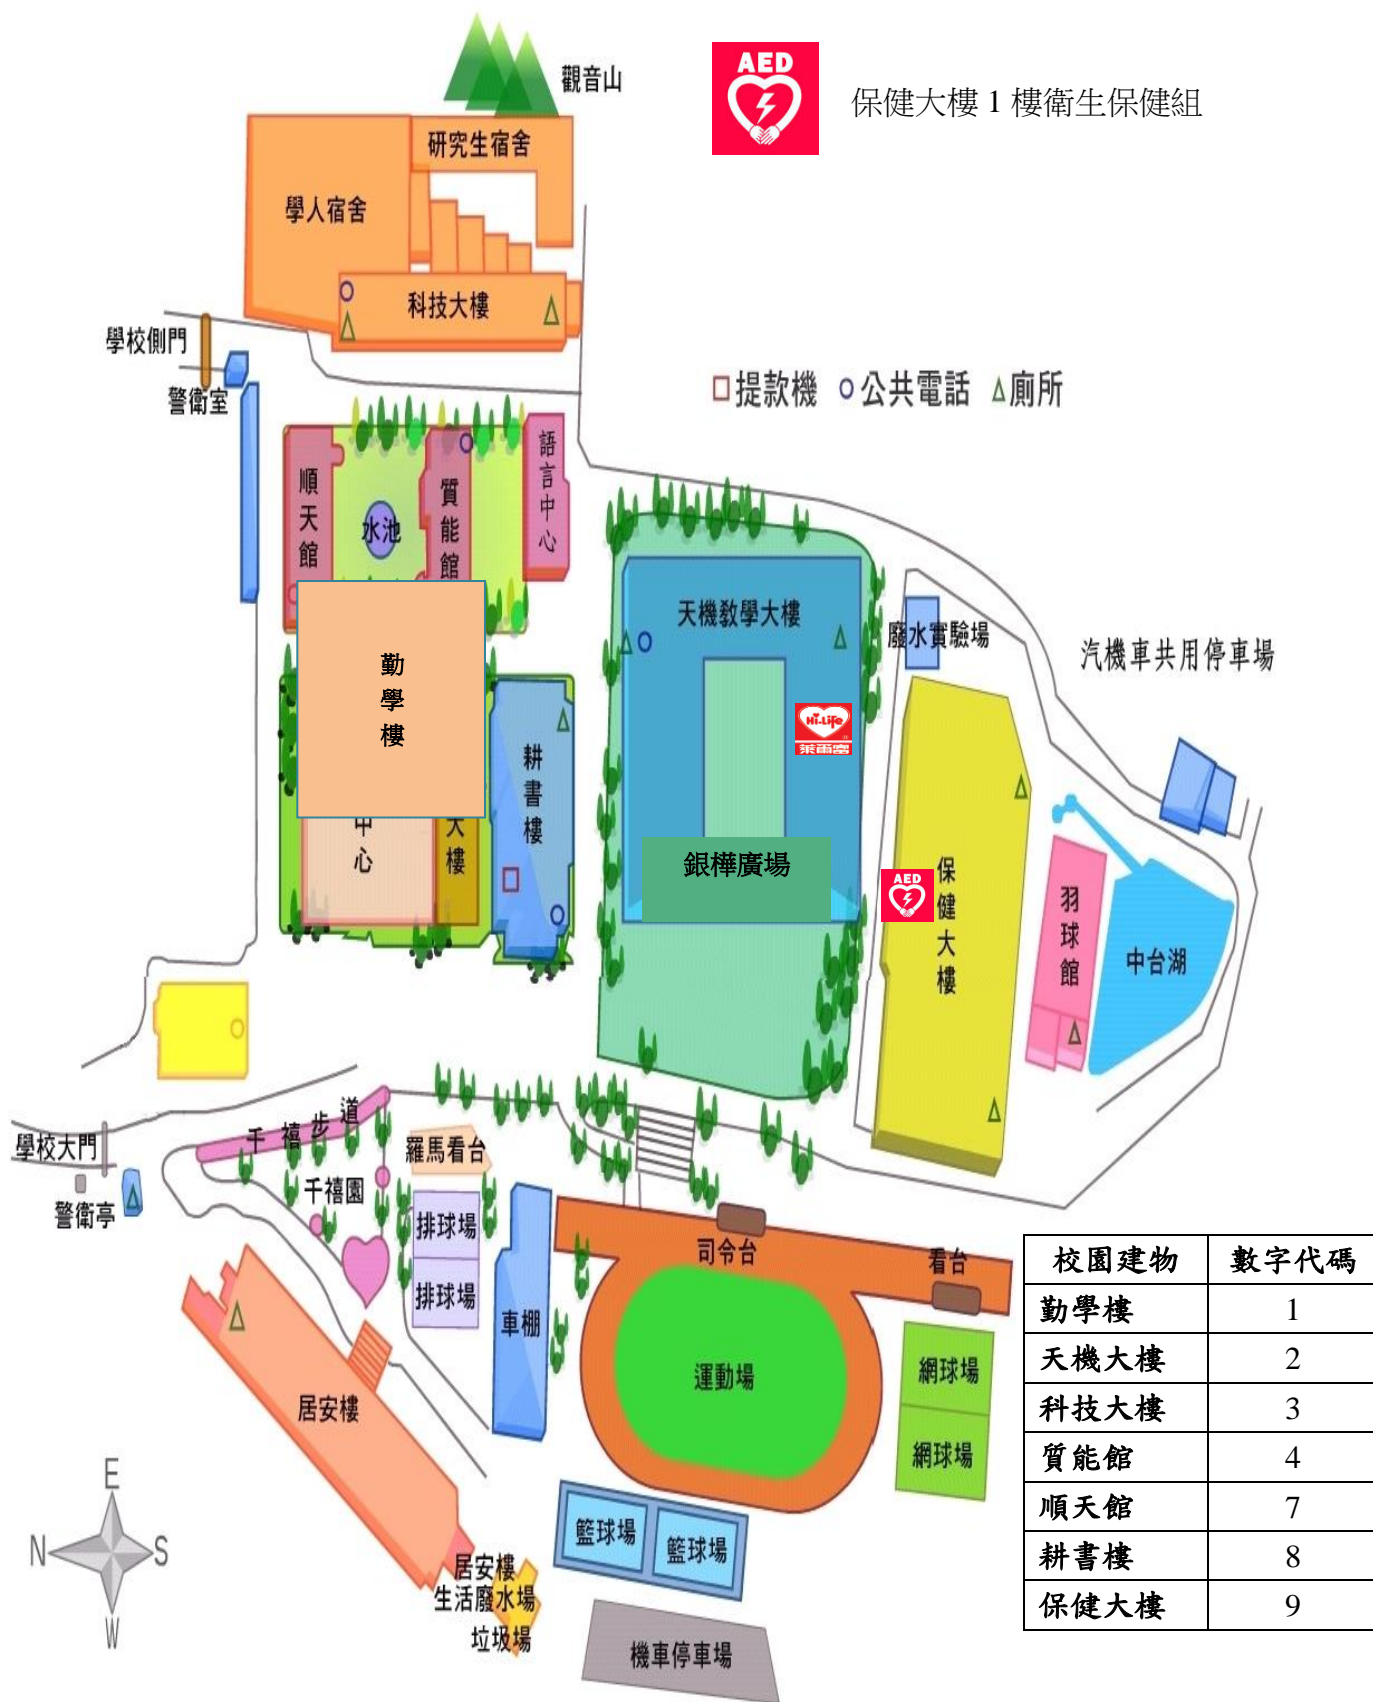 觀音山
AED
保健大樓 1 樓衛生保健組
研究生宿舍
學人宿舍
科技大樓
學校側門
警衛室
提款機 公共電話 廁所
順天館
水池
質能館
語言中心
勤學樓
中心
大樓
耕書樓
天機教學大樓
Hi-Life
萊爾富
銀樺廣場
廢水實驗場
汽機車共用停車場
AED
保健大樓
羽球館
中台湖
學校大門
警衛亭
千禧步道
千禧園
羅馬看台
排球場
排球場
車棚
司令台
看台
運動場
網球場
網球場
居安樓
籃球場
籃球場
居安樓
生活廢水場
垃圾場
機車停車場
E
N S
W
校園建物 數字代碼
勤學樓 1
天機大樓 2
科技大樓 3
質能館 4
順天館 7
耕書樓 8
保健大樓 9